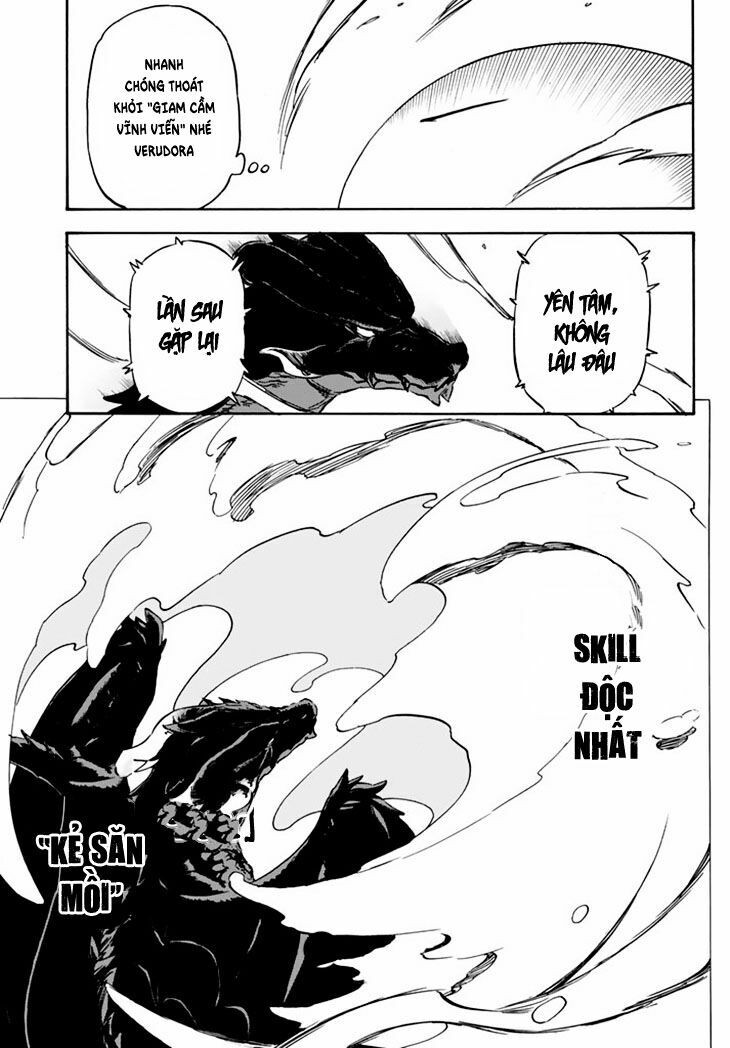 NHANH
CHÓNG THOÁT
KHỎI "GIAM CẦM
VĨNH VIỄN" NHÉ
VERUDORA
YÊN TÂM,
KHÔNG
LÂU ĐÂU
LẦN SAU
GẶP LẠI
SKILL
ĐỘC
NHẤT
"KẺ SĂN
MỒI"